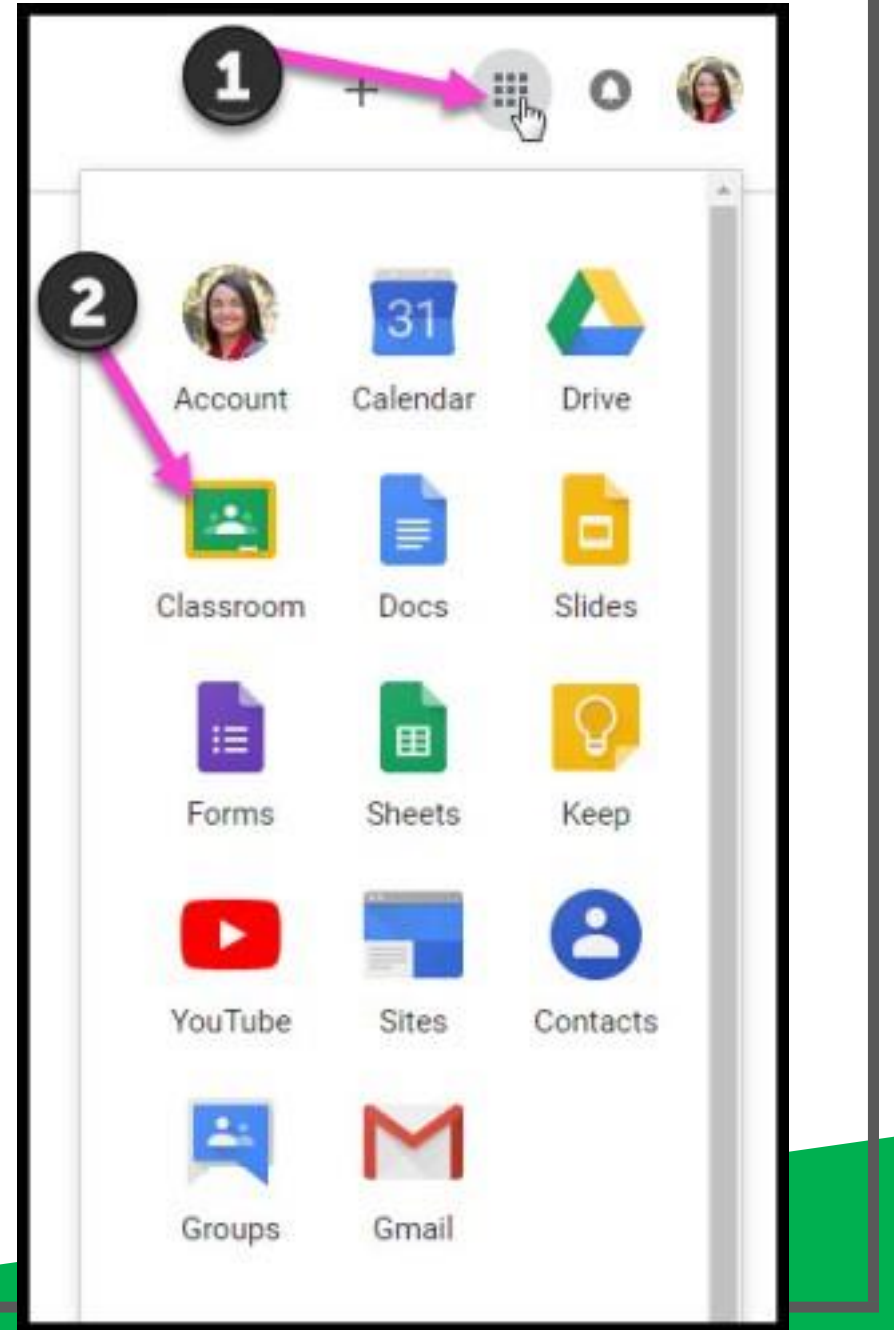 1
2
31
Account Calendar Drive
Classroom Docs Slides
Forms Sheets Keep
YouTube Sites Contacts
Groups Gmail